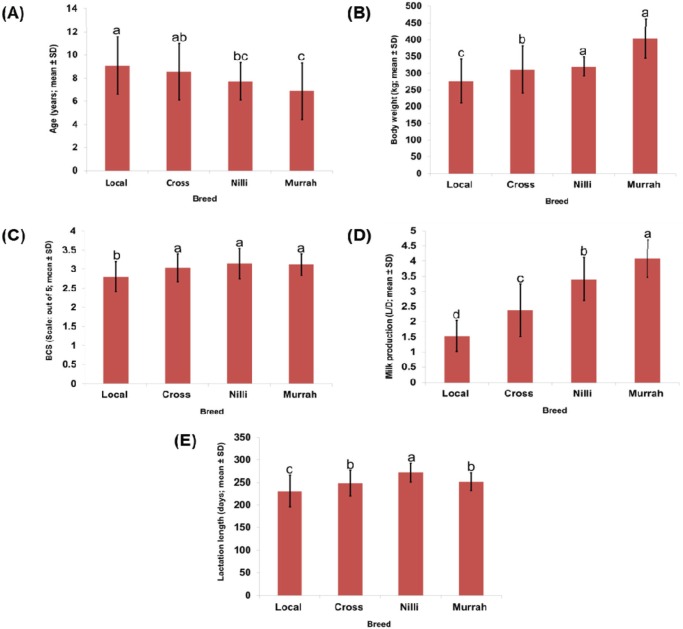 (A)
Age (years; mean ± SD)
14
12
10
8
6
4
2
0
a
ab
bc
c
Local Cross Nilli Murrah
Breed
(B)
Body weight (kg; mean ± SD)
500
450
400
350
300
250
200
150
100
50
0
c
b
a
a
Local Cross Nilli Murrah
Breed
(C)
BCS (Scale: out of 5; mean ± SD)
4
3.5
3
2.5
2
1.5
1
0.5
0
b
a
a
a
Local Cross Nilli Murrah
Breed
(D)
Milk production (L/D; mean ± SD)
5
4.5
4
3.5
3
2.5
2
1.5
1
0.5
0
d
c
b
a
Local Cross Nilli Murrah
Breed
(E)
Lactation length (days; mean ± SD)
350
300
250
200
150
100
50
0
c
b
a
b
Local Cross Nilli Murrah
Breed